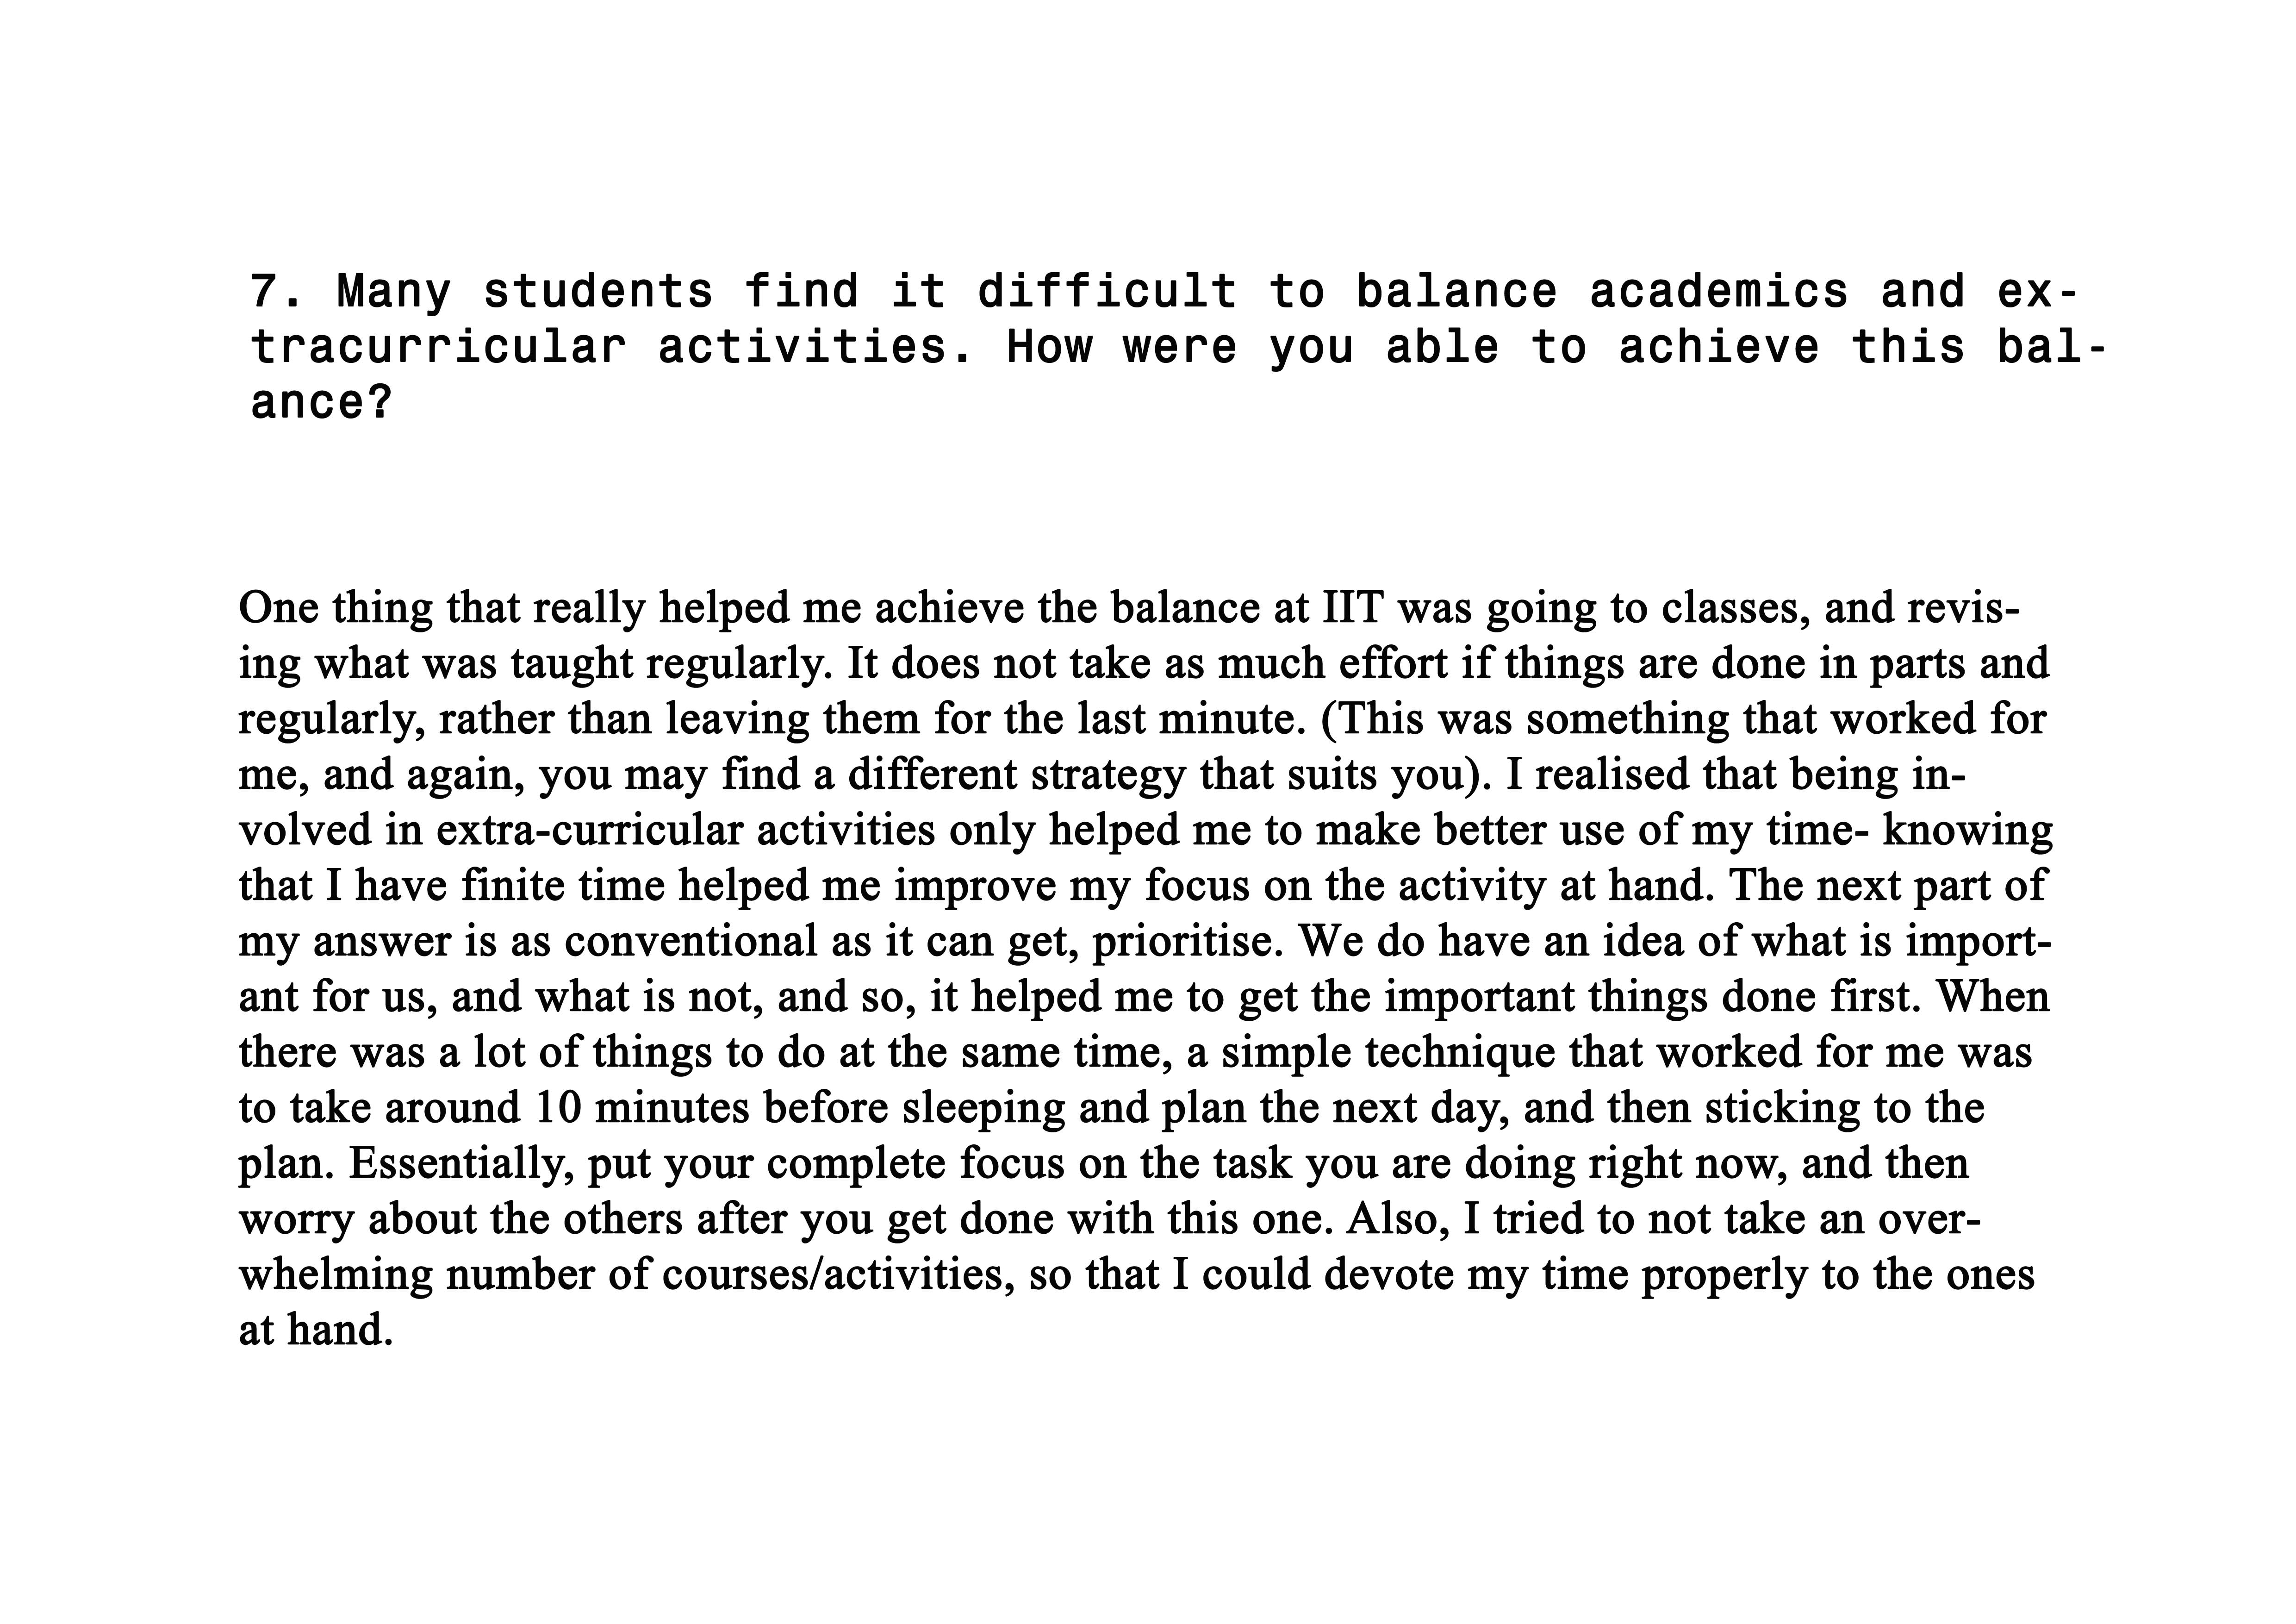 7. Many students find it difficult to balance academics and ex-
tracurricular activities. How were you able to achieve this bal-
ance?
One thing that really helped me achieve the balance at IIT was going to classes, and revis-
ing what was taught regularly. It does not take as much effort if things are done in parts and
regularly, rather than leaving them for the last minute. (This was something that worked for
me, and again, you may find a different strategy that suits you). I realised that being in-
volved in extra-curricular activities only helped me to make better use of my time- knowing
that I have finite time helped me improve my focus on the activity at hand. The next part of
my answer is as conventional as it can get, prioritise. We do have an idea of what is import-
ant for us, and what is not, and so, it helped me to get the important things done first. When
there was a lot of things to do at the same time, a simple technique that worked for me was
to take around 10 minutes before sleeping and plan the next day, and then sticking to the
plan. Essentially, put your complete focus on the task you are doing right now, and then
worry about the others after you get done with this one. Also, I tried to not take an over-
whelming number of courses/activities, so that I could devote my time properly to the ones
at hand.